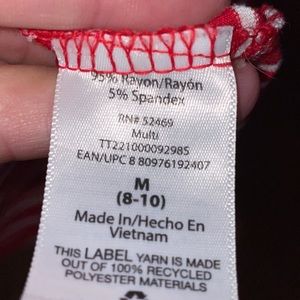 95% Rayon/Rayón
5% Spandex
RN# 52469
Multi
TT221000092985
EAN/UPC 8 80976192407
M
(8-10)
Made In/Hecho En
Vietnam
THIS LABEL YARN IS MADE
OUT OF 100% RECYCLED
POLYESTER MATERIALS